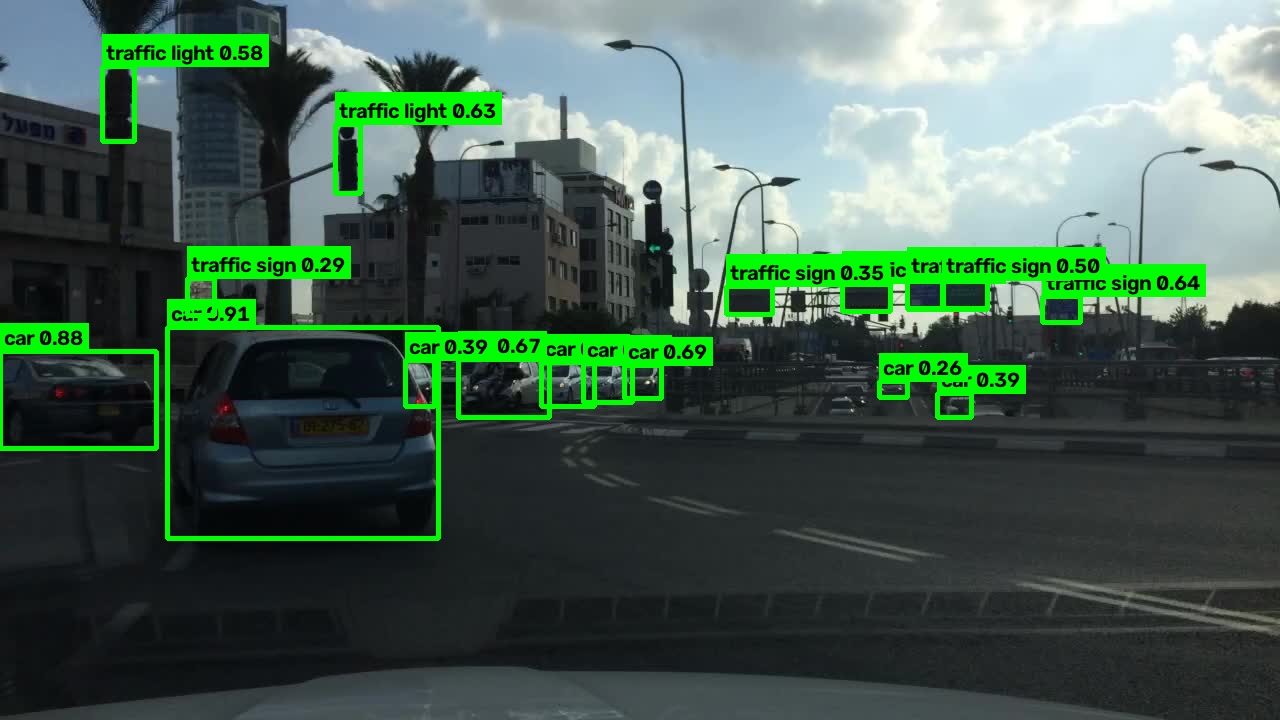 traffic light 0.58
traffic light 0.63
מפעל
traffic sign 0.29
traffic sign 0.35
traffic sign 0.50
traffic sign 0.64
car 0.91
car 0.88
car 0.39
0.67
car
car
car 0.69
car 0.26
car 0.39